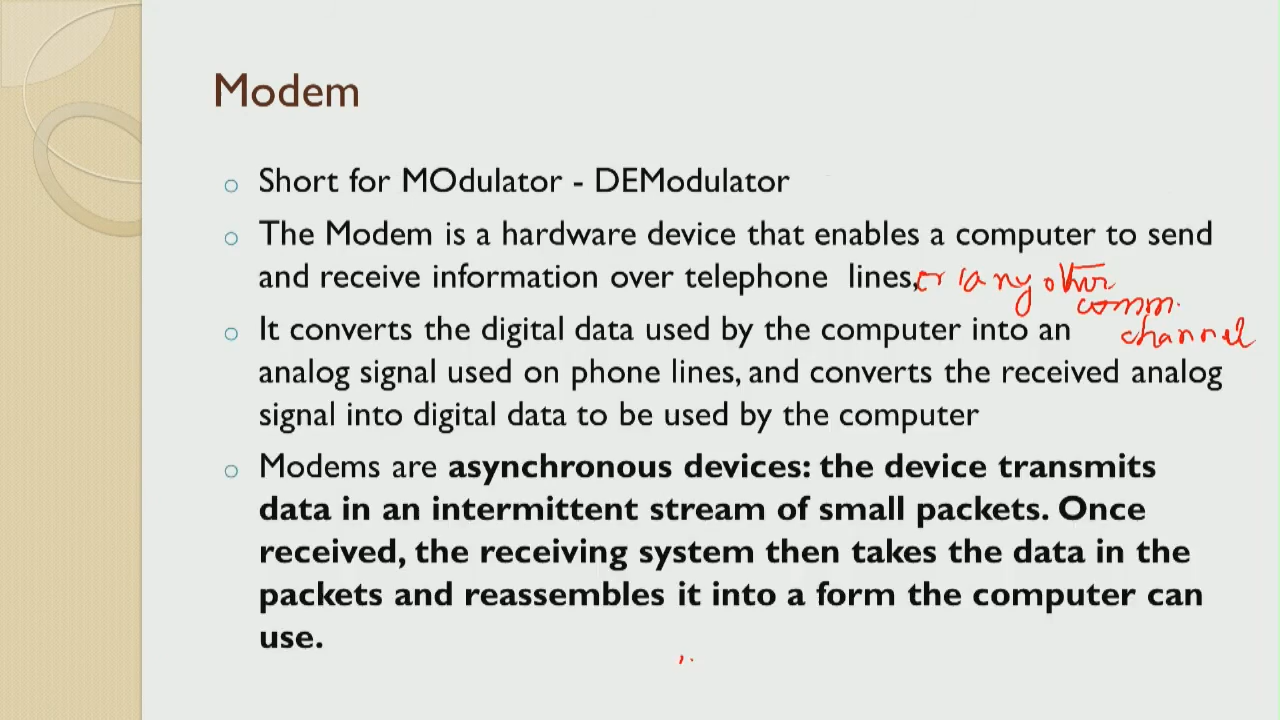 Modem
Short for MOdulator - DEModulator
The Modem is a hardware device that enables a computer to send
and receive information over telephone lines, or any other
comm.
channel
It converts the digital data used by the computer into an
analog signal used on phone lines, and converts the received analog
signal into digital data to be used by the computer
Modems are asynchronous devices: the device transmits
data in an intermittent stream of small packets. Once
received, the receiving system then takes the data in the
packets and reassembles it into a form the computer can
use.